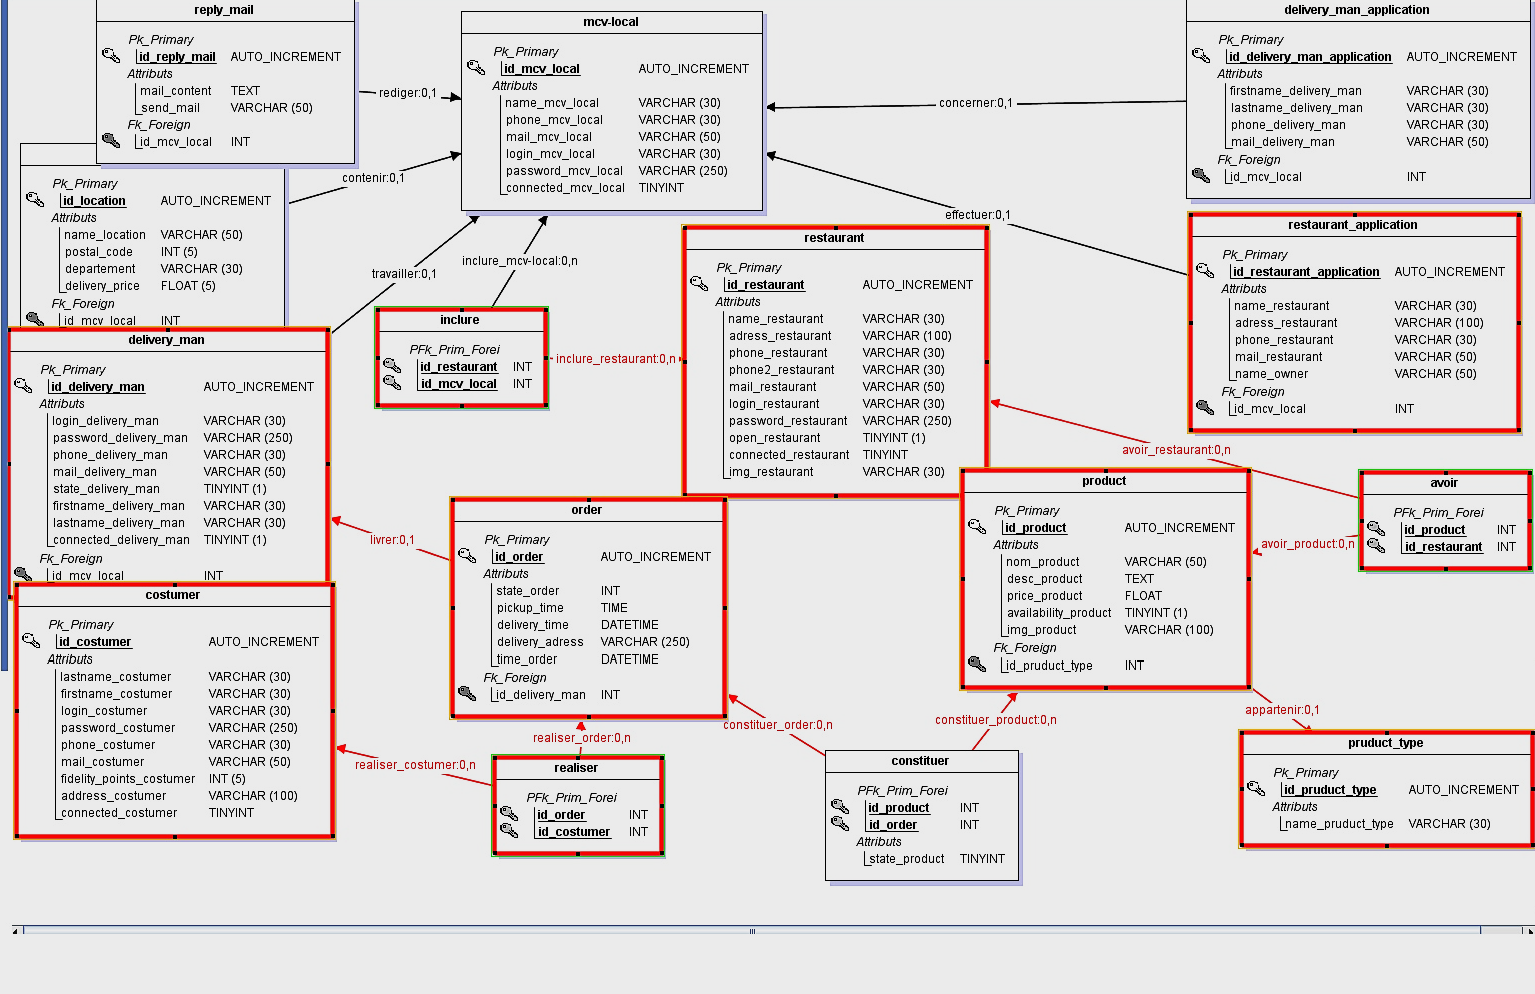 reply_mail
Pk_Primary
id_reply_mail AUTO_INCREMENT
Attributs
mail_content TEXT
send_mail VARCHAR (50)
Fk_Foreign
id_mcv_local INT
rediger:0,1
mcv-local
Pk_Primary
id_mcv_local AUTO_INCREMENT
Attributs
name_mcv_local VARCHAR (30)
phone_mcv_local VARCHAR (30)
mail_mcv_local VARCHAR (50)
login_mcv_local VARCHAR (30)
password_mcv_local VARCHAR (250)
connected_mcv_local TINYINT
concerner:0,1
delivery_man_application
Pk_Primary
id_delivery_man_application AUTO_INCREMENT
Attributs
firstname_delivery_man VARCHAR (30)
lastname_delivery_man VARCHAR (30)
phone_delivery_man VARCHAR (30)
mail_delivery_man VARCHAR (50)
Fk_Foreign
id_mcv_local INT
Pk_Primary
id_location AUTO_INCREMENT
Attributs
name_location VARCHAR (50)
postal_code INT (5)
departement VARCHAR (30)
delivery_price FLOAT (5)
Fk_Foreign
id_mcv_local INT
contenir:0,1
travailler:0,1
inclure_mcv-local:0,n
effectuer:0,1
restaurant
Pk_Primary
id_restaurant AUTO_INCREMENT
Attributs
name_restaurant VARCHAR (30)
adress_restaurant VARCHAR (100)
phone_restaurant VARCHAR (30)
phone2_restaurant VARCHAR (30)
mail_restaurant VARCHAR (50)
login_restaurant VARCHAR (30)
password_restaurant VARCHAR (250)
open_restaurant TINYINT (1)
connected_restaurant TINYINT
img_restaurant VARCHAR (30)
restaurant_application
Pk_Primary
id_restaurant_application AUTO_INCREMENT
Attributs
name_restaurant VARCHAR (30)
adress_restaurant VARCHAR (100)
phone_restaurant VARCHAR (30)
mail_restaurant VARCHAR (50)
name_owner VARCHAR (50)
Fk_Foreign
id_mcv_local INT
inclure
PFk_Prim_Forei
id_restaurant INT
id_mcv_local INT
inclure_restaurant:0,n
delivery_man
Pk_Primary
id_delivery_man AUTO_INCREMENT
Attributs
login_delivery_man VARCHAR (30)
password_delivery_man VARCHAR (250)
phone_delivery_man VARCHAR (30)
mail_delivery_man VARCHAR (50)
state_delivery_man TINYINT (1)
firstname_delivery_man VARCHAR (30)
lastname_delivery_man VARCHAR (30)
connected_delivery_man TINYINT (1)
Fk_Foreign
id_mcv_local INT
livrer:0,1
avoir_restaurant:0,n
avoir
PFk_Prim_Forei
id_product INT
id_restaurant INT
avoir_product:0,n
order
Pk_Primary
id_order AUTO_INCREMENT
Attributs
state_order INT
pickup_time TIME
delivery_time DATETIME
delivery_adress VARCHAR (250)
time_order DATETIME
Fk_Foreign
id_delivery_man INT
product
Pk_Primary
id_product AUTO_INCREMENT
Attributs
nom_product VARCHAR (50)
desc_product TEXT
price_product FLOAT
availability_product TINYINT (1)
img_product VARCHAR (100)
Fk_Foreign
id_pruduct_type INT
costumer
Pk_Primary
id_costumer AUTO_INCREMENT
Attributs
lastname_costumer VARCHAR (30)
firstname_costumer VARCHAR (30)
login_costumer VARCHAR (30)
password_costumer VARCHAR (250)
phone_costumer VARCHAR (30)
mail_costumer VARCHAR (50)
fidelity_points_costumer INT (5)
address_costumer VARCHAR (100)
connected_costumer TINYINT
realiser_order:0,n
realiser_costumer:0,n
constituer_order:0,n
constituer_product:0,n
appartenir:0,1
realiser
PFk_Prim_Forei
id_order INT
id_costumer INT
constituer
PFk_Prim_Forei
id_product INT
id_order INT
Attributs
state_product TINYINT
pruduct_type
Pk_Primary
id_pruduct_type AUTO_INCREMENT
Attributs
name_pruduct_type VARCHAR (30)